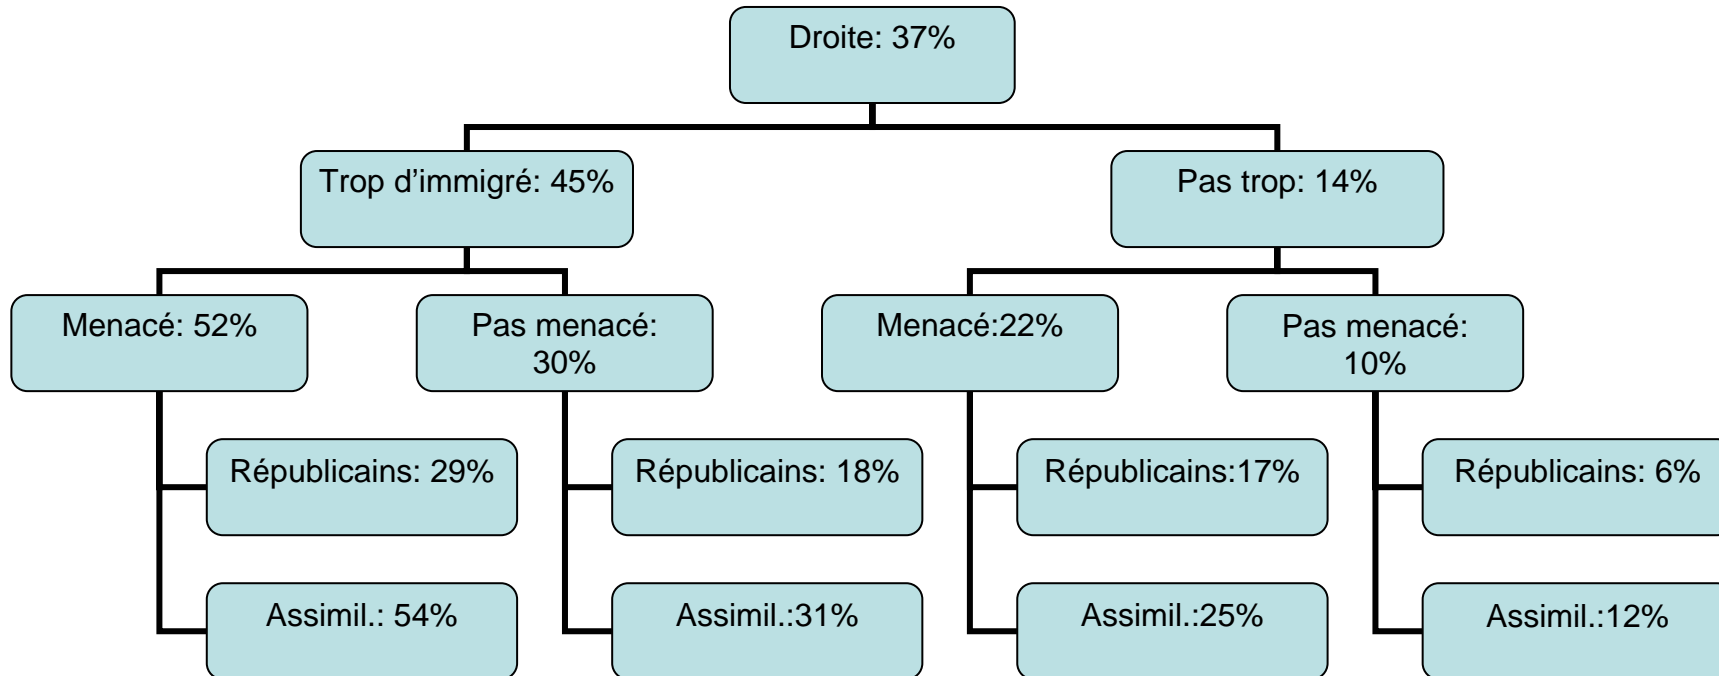 Droite: 37%
Trop d’immigré: 45%
Pas trop: 14%
Menacé: 52%
Pas menacé:
30%
Menacé:22%
Pas menacé:
10%
Républicains: 29%
Républicains: 18%
Républicains:17%
Républicains: 6%
Assimil.: 54%
Assimil.:31%
Assimil.:25%
Assimil.:12%